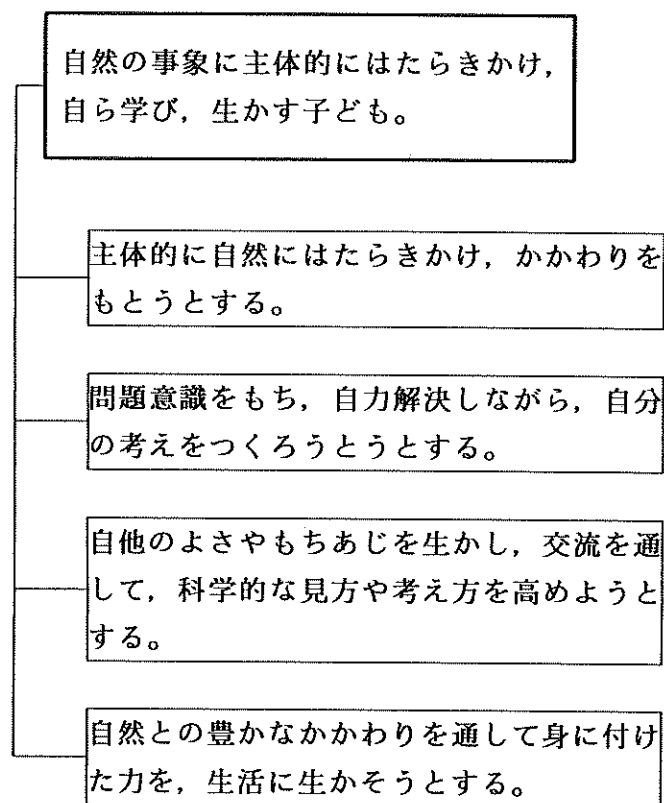 自然の事象に主体的にはたらきかけ，
自ら学び，生かす子ども。
主体的に自然にはたらきかけ，かかわりを
もとうとする。
問題意識をもち，自力解決しながら，自分
の考えをつくろうとうとする。
自他のよさやもちあじを生かし，交流を通
して，科学的な見方や考え方を高めようと
する。
自然との豊かなかかわりを通して身に付け
た力を，生活に生かそうとする。